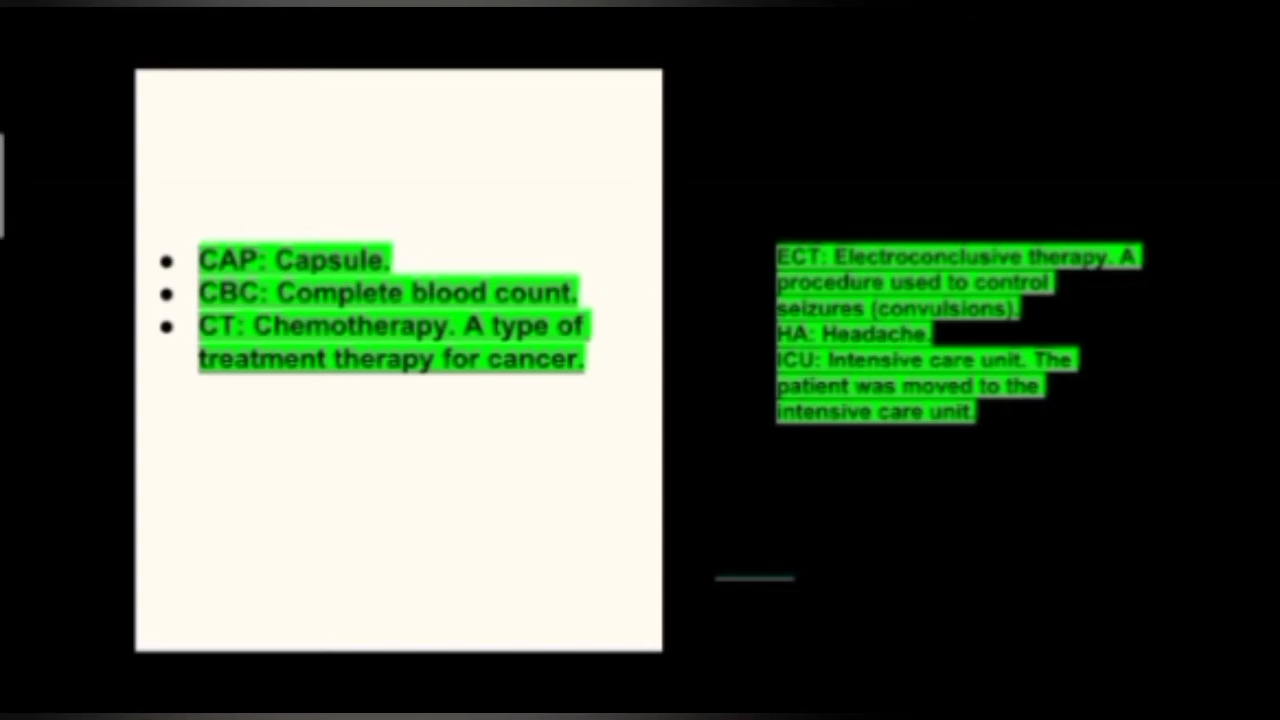 CAP: Capsule.
CBC: Complete blood count.
CT: Chemotherapy. A type of
treatment therapy for cancer.
ECT: Electroconclusive therapy. A
procedure used to control
seizures (convulsions).
HA: Headache.
ICU: Intensive care unit. The
patient was moved to the
intensive care unit.